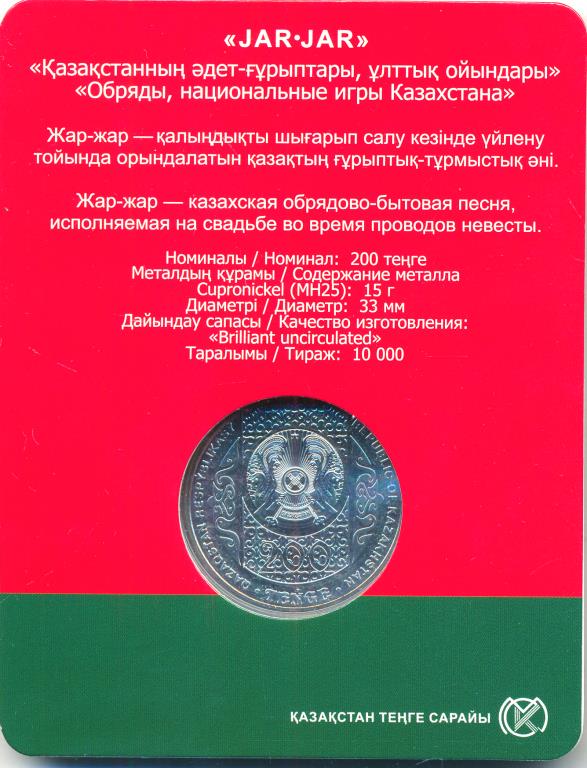 «JAR•JAR»
«Қазақстанның әдет-ғұрыптары, ұлттық ойындары»
«Обряды, национальные игры Казахстана»
Жар-жар — қалыңдықты шығарып салу кезінде үйлену
тойында орындалатын қазақтың ғұрыптық-тұрмыстық әні.
Жар-жар — казахская обрядово-бытовая песня,
исполняемая на свадьбе во время проводов невесты.
Номиналы / Номинал: 200 теңге
Металдың құрамы / Содержание металла
Cupronickel (МН25): 15 г
Диаметрі / Диаметр: 33 мм
Дайындау сапасы / Качество изготовления:
«Brilliant uncirculated»
Таралымы / Тираж: 10 000
QAZAQSTAN RESPÝBLIKASY
REPUBLIC OF KAZAKHSTAN
200
TEŃGE
ҚАЗАҚСТАН ТЕҢГЕ САРАЙЫ